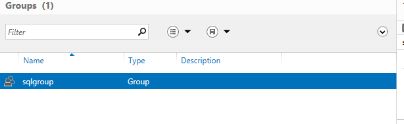 Groups (1)
Filter
Name Type Description
sqlgroup Group